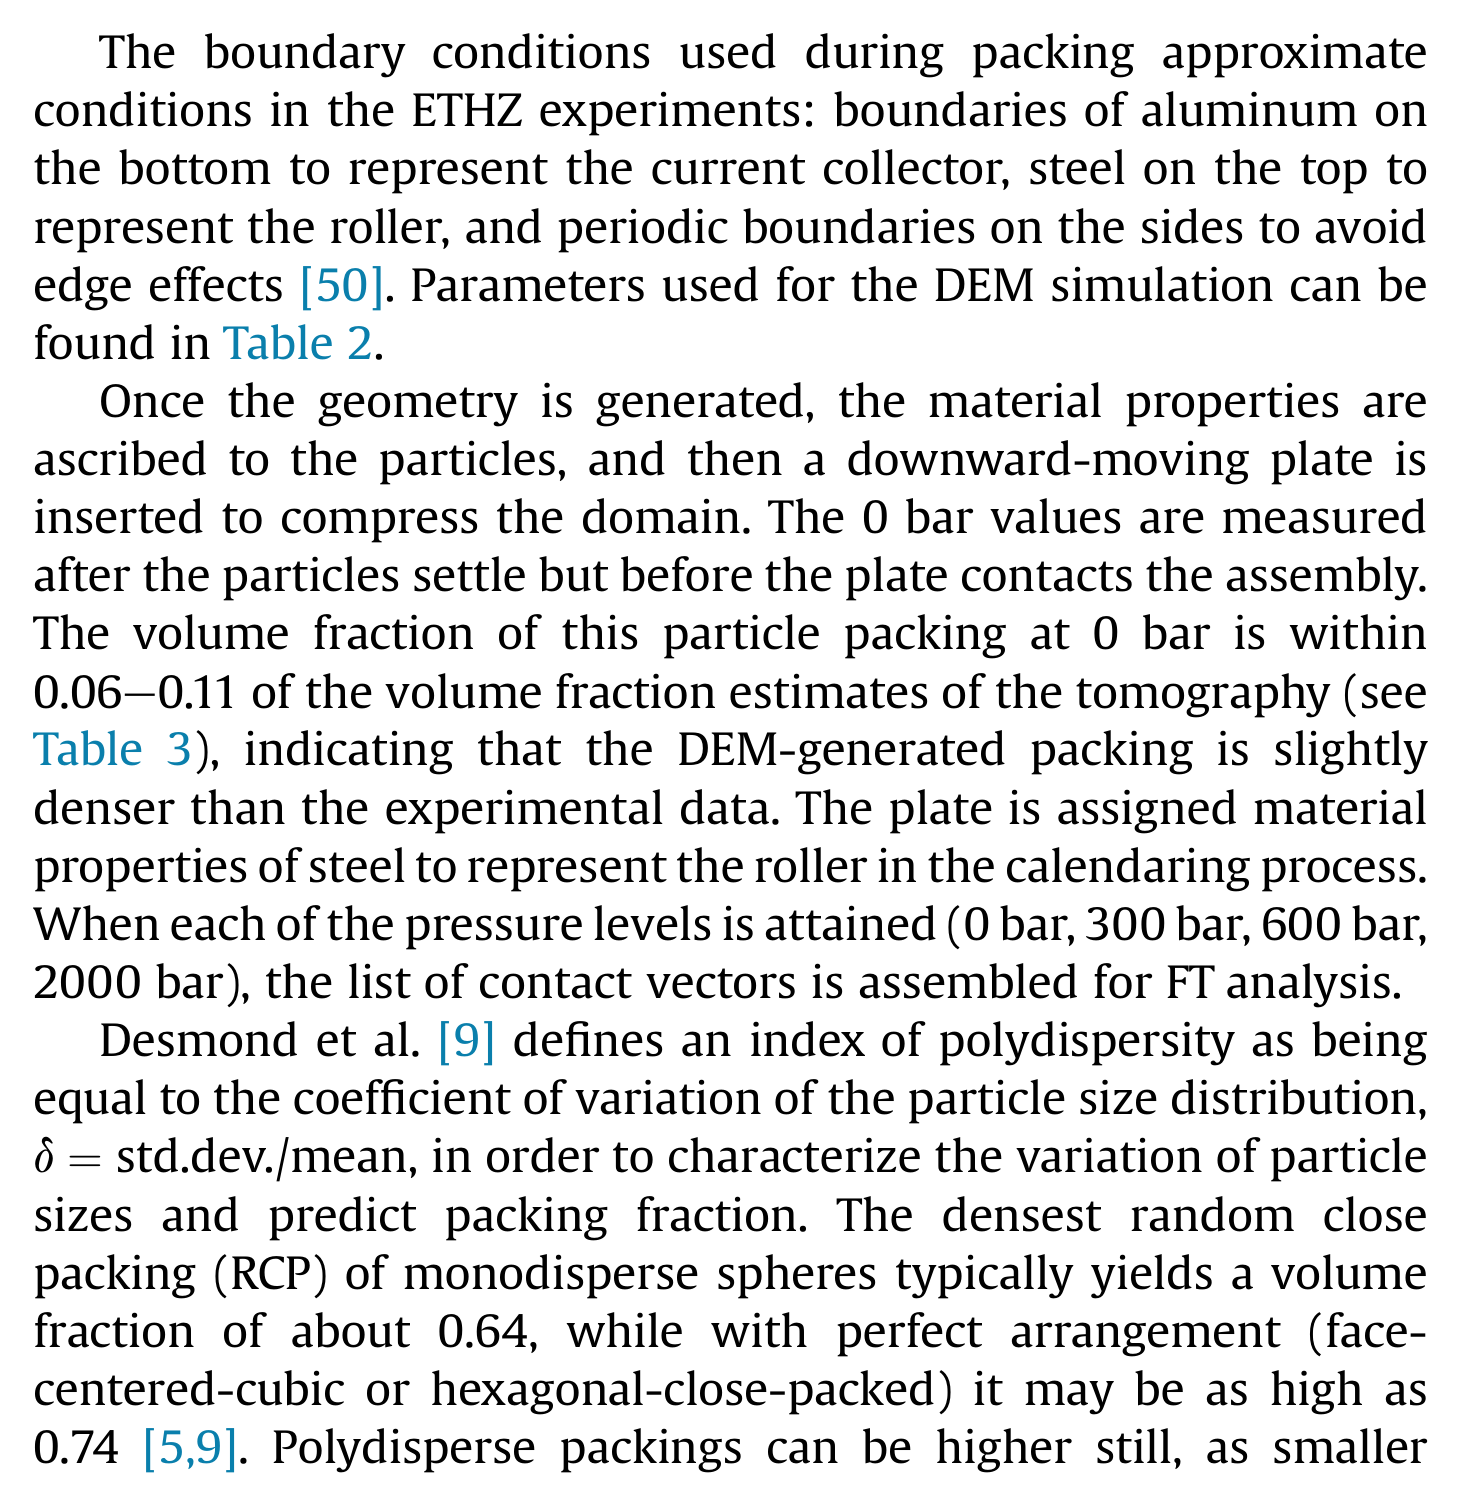 The boundary conditions used during packing approximate
conditions in the ETHZ experiments: boundaries of aluminum on
the bottom to represent the current collector, steel on the top to
represent the roller, and periodic boundaries on the sides to avoid
edge effects [50]. Parameters used for the DEM simulation can be
found in Table 2.
Once the geometry is generated, the material properties are
ascribed to the particles, and then a downward-moving plate is
inserted to compress the domain. The 0 bar values are measured
after the particles settle but before the plate contacts the assembly.
The volume fraction of this particle packing at 0 bar is within
0.06–0.11 of the volume fraction estimates of the tomography (see
Table 3), indicating that the DEM-generated packing is slightly
denser than the experimental data. The plate is assigned material
properties of steel to represent the roller in the calendaring process.
When each of the pressure levels is attained (0 bar, 300 bar, 600 bar,
2000 bar), the list of contact vectors is assembled for FT analysis.
Desmond et al. [9] defines an index of polydispersity as being
equal to the coefficient of variation of the particle size distribution,
δ = std.dev./mean, in order to characterize the variation of particle
sizes and predict packing fraction. The densest random close
packing (RCP) of monodisperse spheres typically yields a volume
fraction of about 0.64, while with perfect arrangement (face-
centered-cubic or hexagonal-close-packed) it may be as high as
0.74 [5,9]. Polydisperse packings can be higher still, as smaller